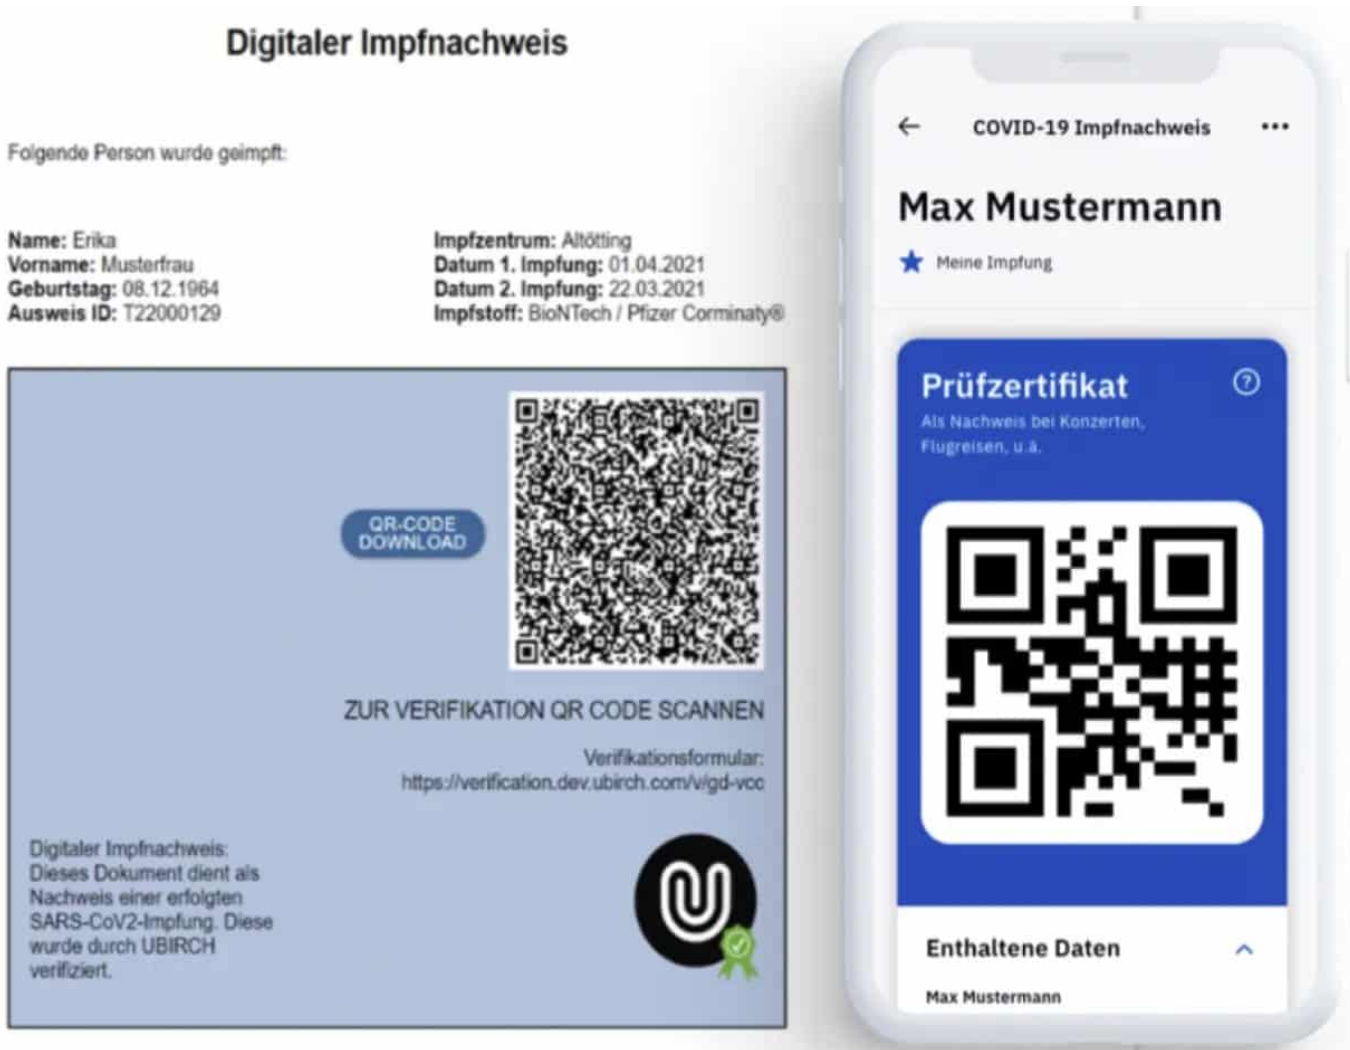 Digitaler Impfnachweis
Folgende Person wurde geimpft:
Name: Erika
Vorname: Musterfrau
Geburtstag: 08.12.1964
Ausweis ID: T22000129
Impfzentrum: Altötting
Datum 1. Impfung: 01.04.2021
Datum 2. Impfung: 22.03.2021
Impfstoff: BioNTech / Pfizer Corminaty®
QR-CODE
DOWNLOAD
ZUR VERIFIKATION QR CODE SCANNEN
Verifikationsformular:
https://verification.dev.ubirch.com/v/gd-vcc
Digitaler Impfnachweis:
Dieses Dokument dient als
Nachweis einer erfolgten
SARS-CoV2-Impfung. Diese
wurde durch UBIRCH
verifiziert.
COVID-19 Impfnachweis
Max Mustermann
Meine Impfung
Prüfzertifikat
Als Nachweis bei Konzerten,
Flugreisen, u.ä.
Enthaltene Daten
Max Mustermann